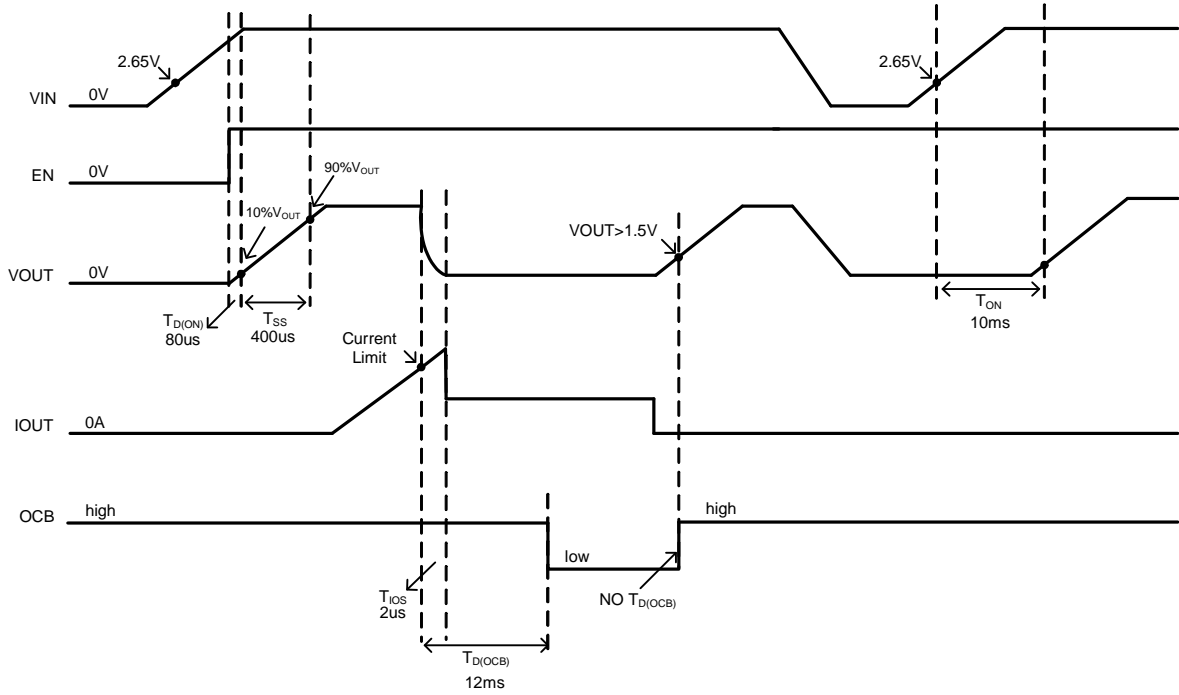 2.65V
2.65V
VIN
0V
EN
0V
90%VOUT
10%VOUT
VOUT>1.5V
VOUT
0V
TD(ON)
80us
TSS
400us
TON
10ms
Current
Limit
IOUT
0A
OCB
high
high
low
TIOS
2us
NO TD(OCB)
TD(OCB)
12ms